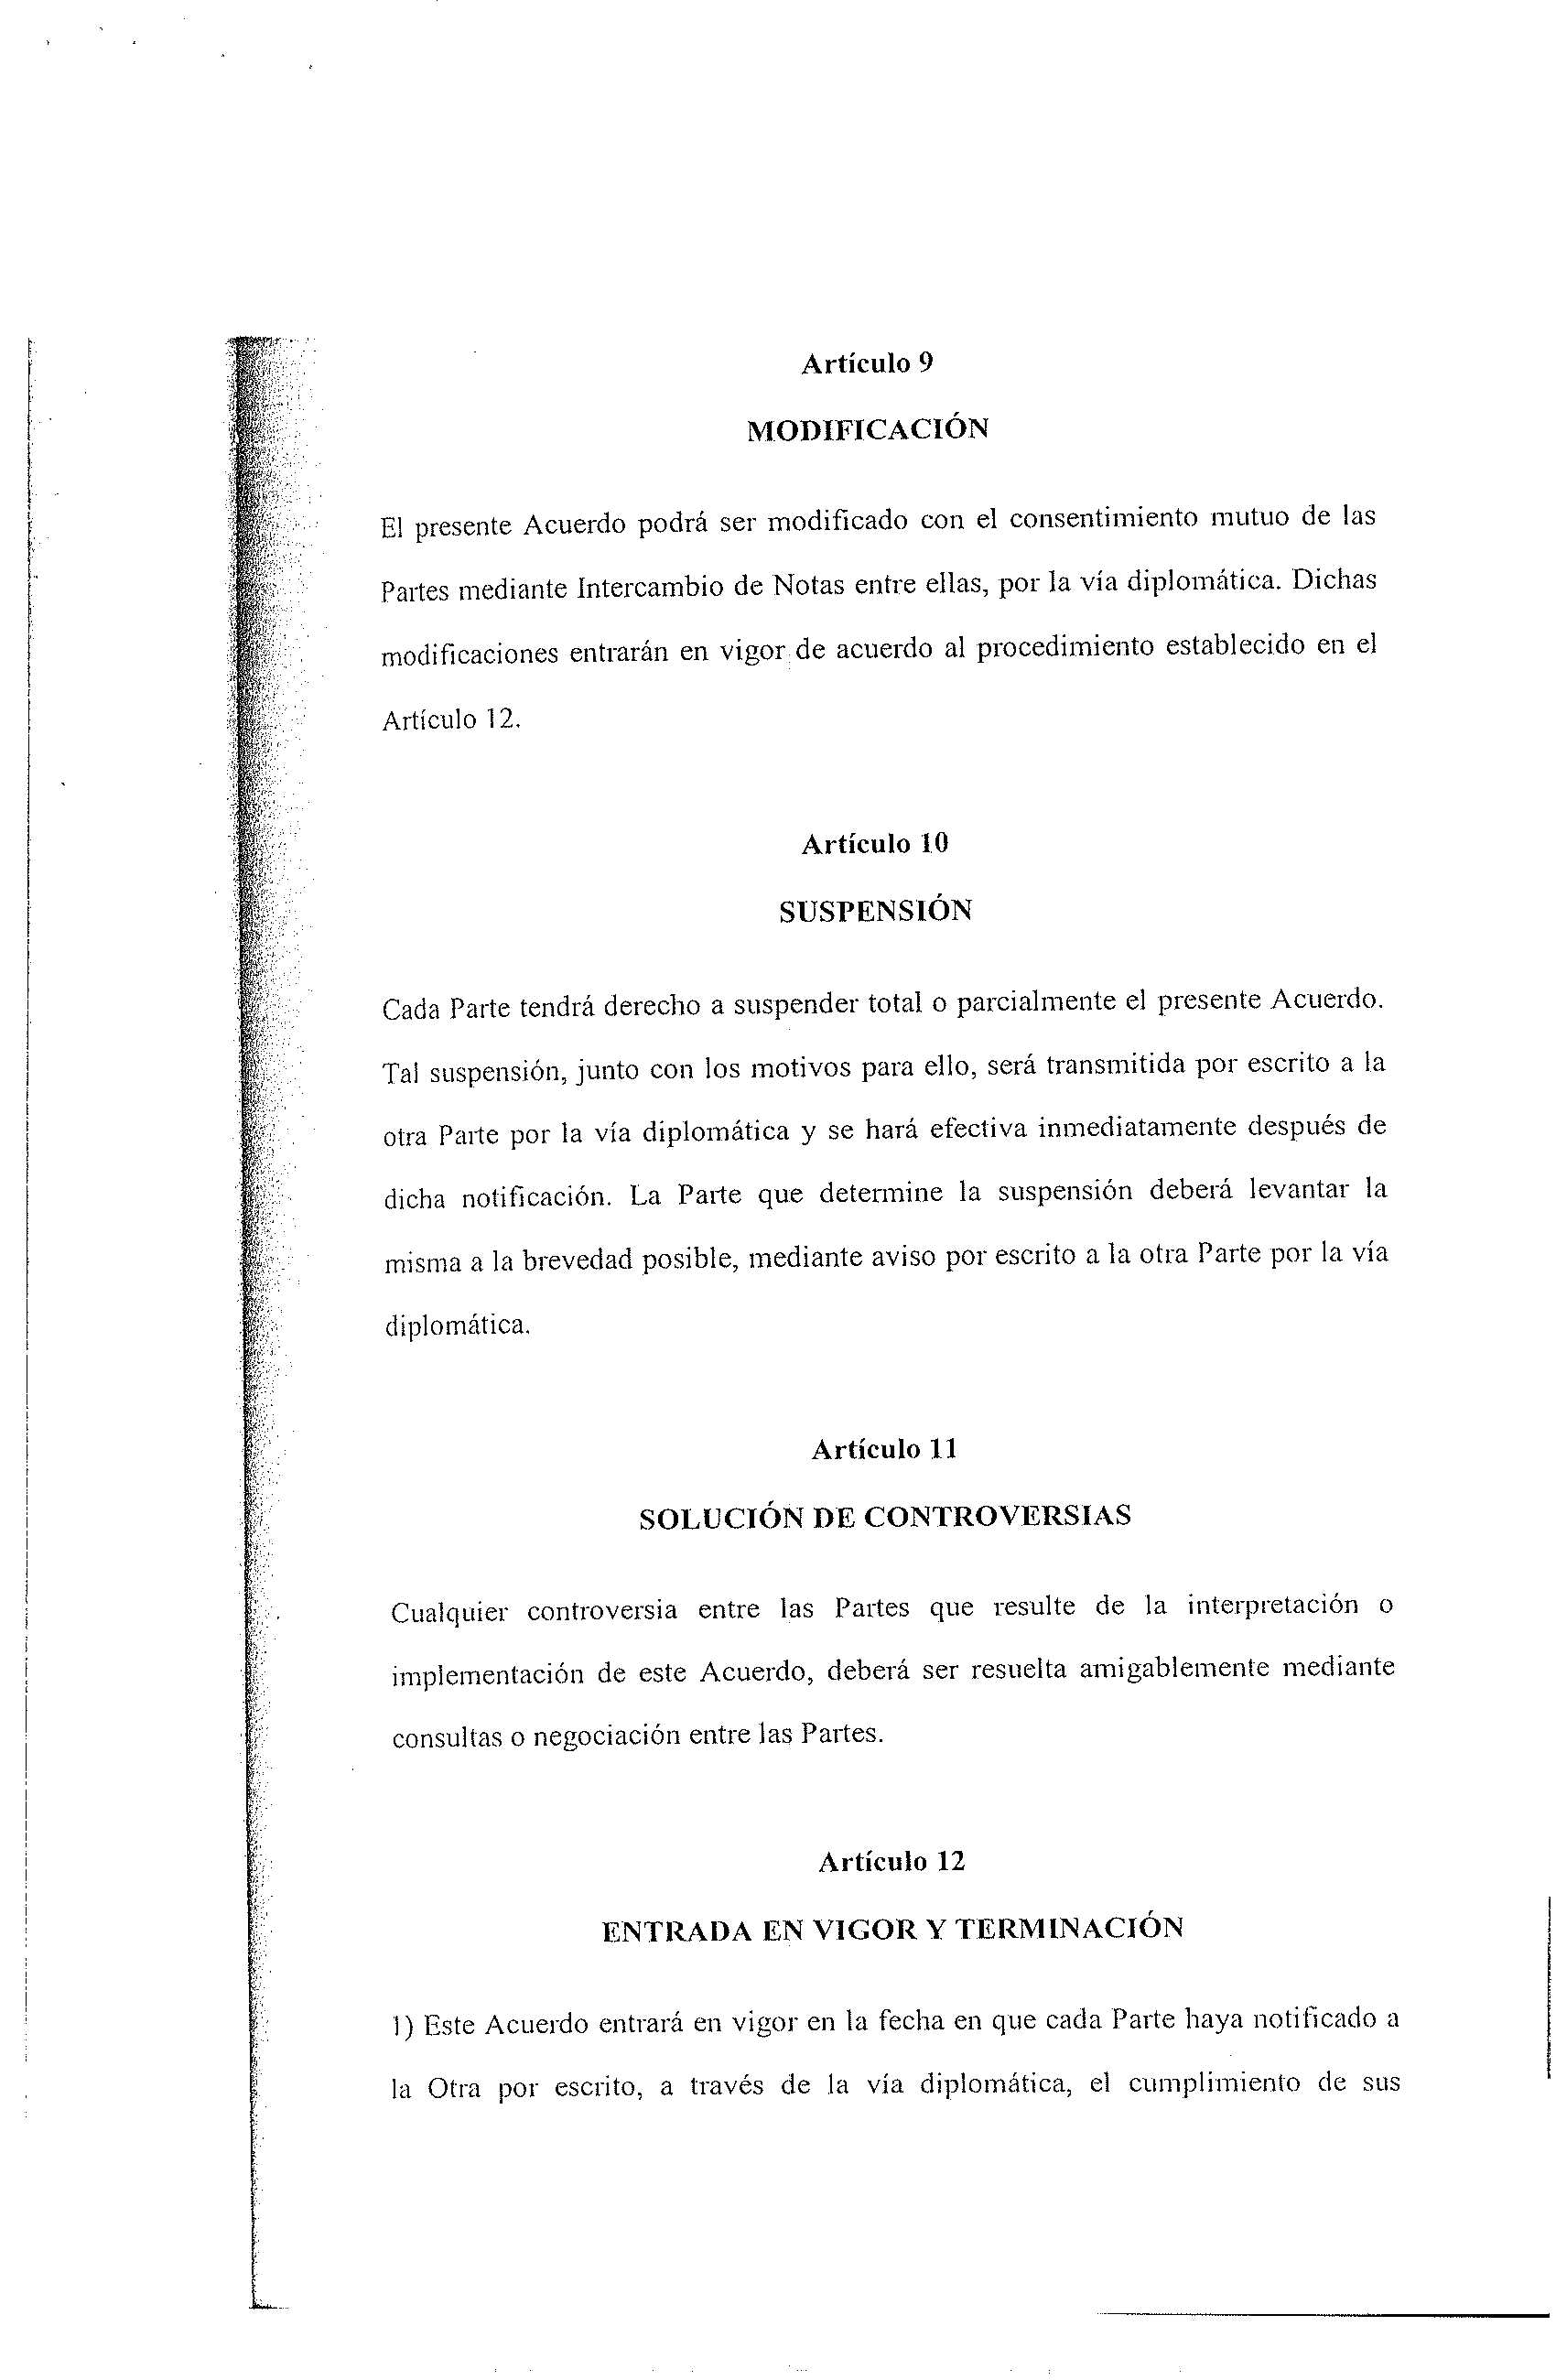 Artículo 9
MODIFICACIÓN
El presente Acuerdo podrá ser modificado con el consentimiento mutuo de las
Partes mediante Intercambio de Notas entre ellas, por la vía diplomática. Dichas
modificaciones entrarán en vigor de acuerdo al procedimiento establecido en el
Artículo 12.
Artículo 10
SUSPENSIÓN
Cada Parte tendrá derecho a suspender total o parcialmente el presente Acuerdo.
Tal suspensión, junto con los motivos para ello, será transmitida por escrito a la
otra Parte por la vía diplomática y se hará efectiva inmediatamente después de
dicha notificación. La Parte que determine la suspensión deberá levantar la
misma a la brevedad posible, mediante aviso por escrito a la otra Parte por la vía
diplomática.
Artículo 11
SOLUCIÓN DE CONTROVERSIAS
Cualquier controversia entre las Partes que resulte de la interpretación o
implementación de este Acuerdo, deberá ser resuelta amigablemente mediante
consultas o negociación entre las Partes.
Artículo 12
ENTRADA EN VIGOR Y TERMINACIÓN
1) Este Acuerdo entrará en vigor en la fecha en que cada Parte haya notificado a
la Otra por escrito, a través de la vía diplomática, el cumplimiento de sus